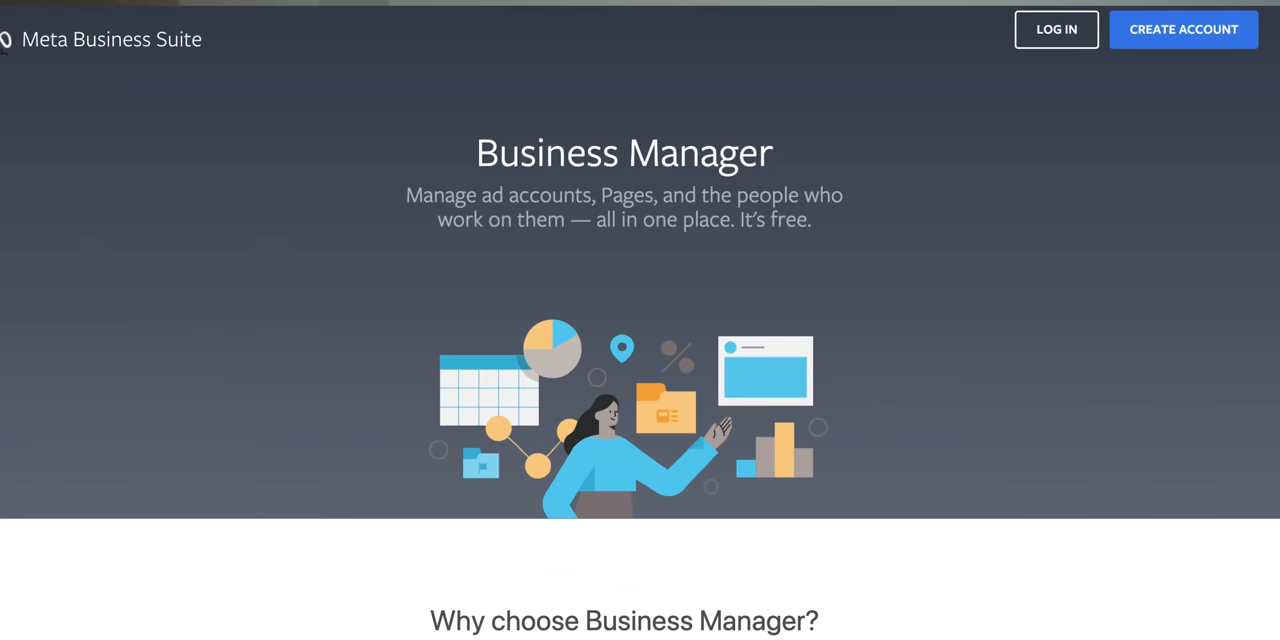 Meta Business Suite
LOG IN
CREATE ACCOUNT
Business Manager
Manage ad accounts, Pages, and the people who
work on them — all in one place. It's free.
Why choose Business Manager?